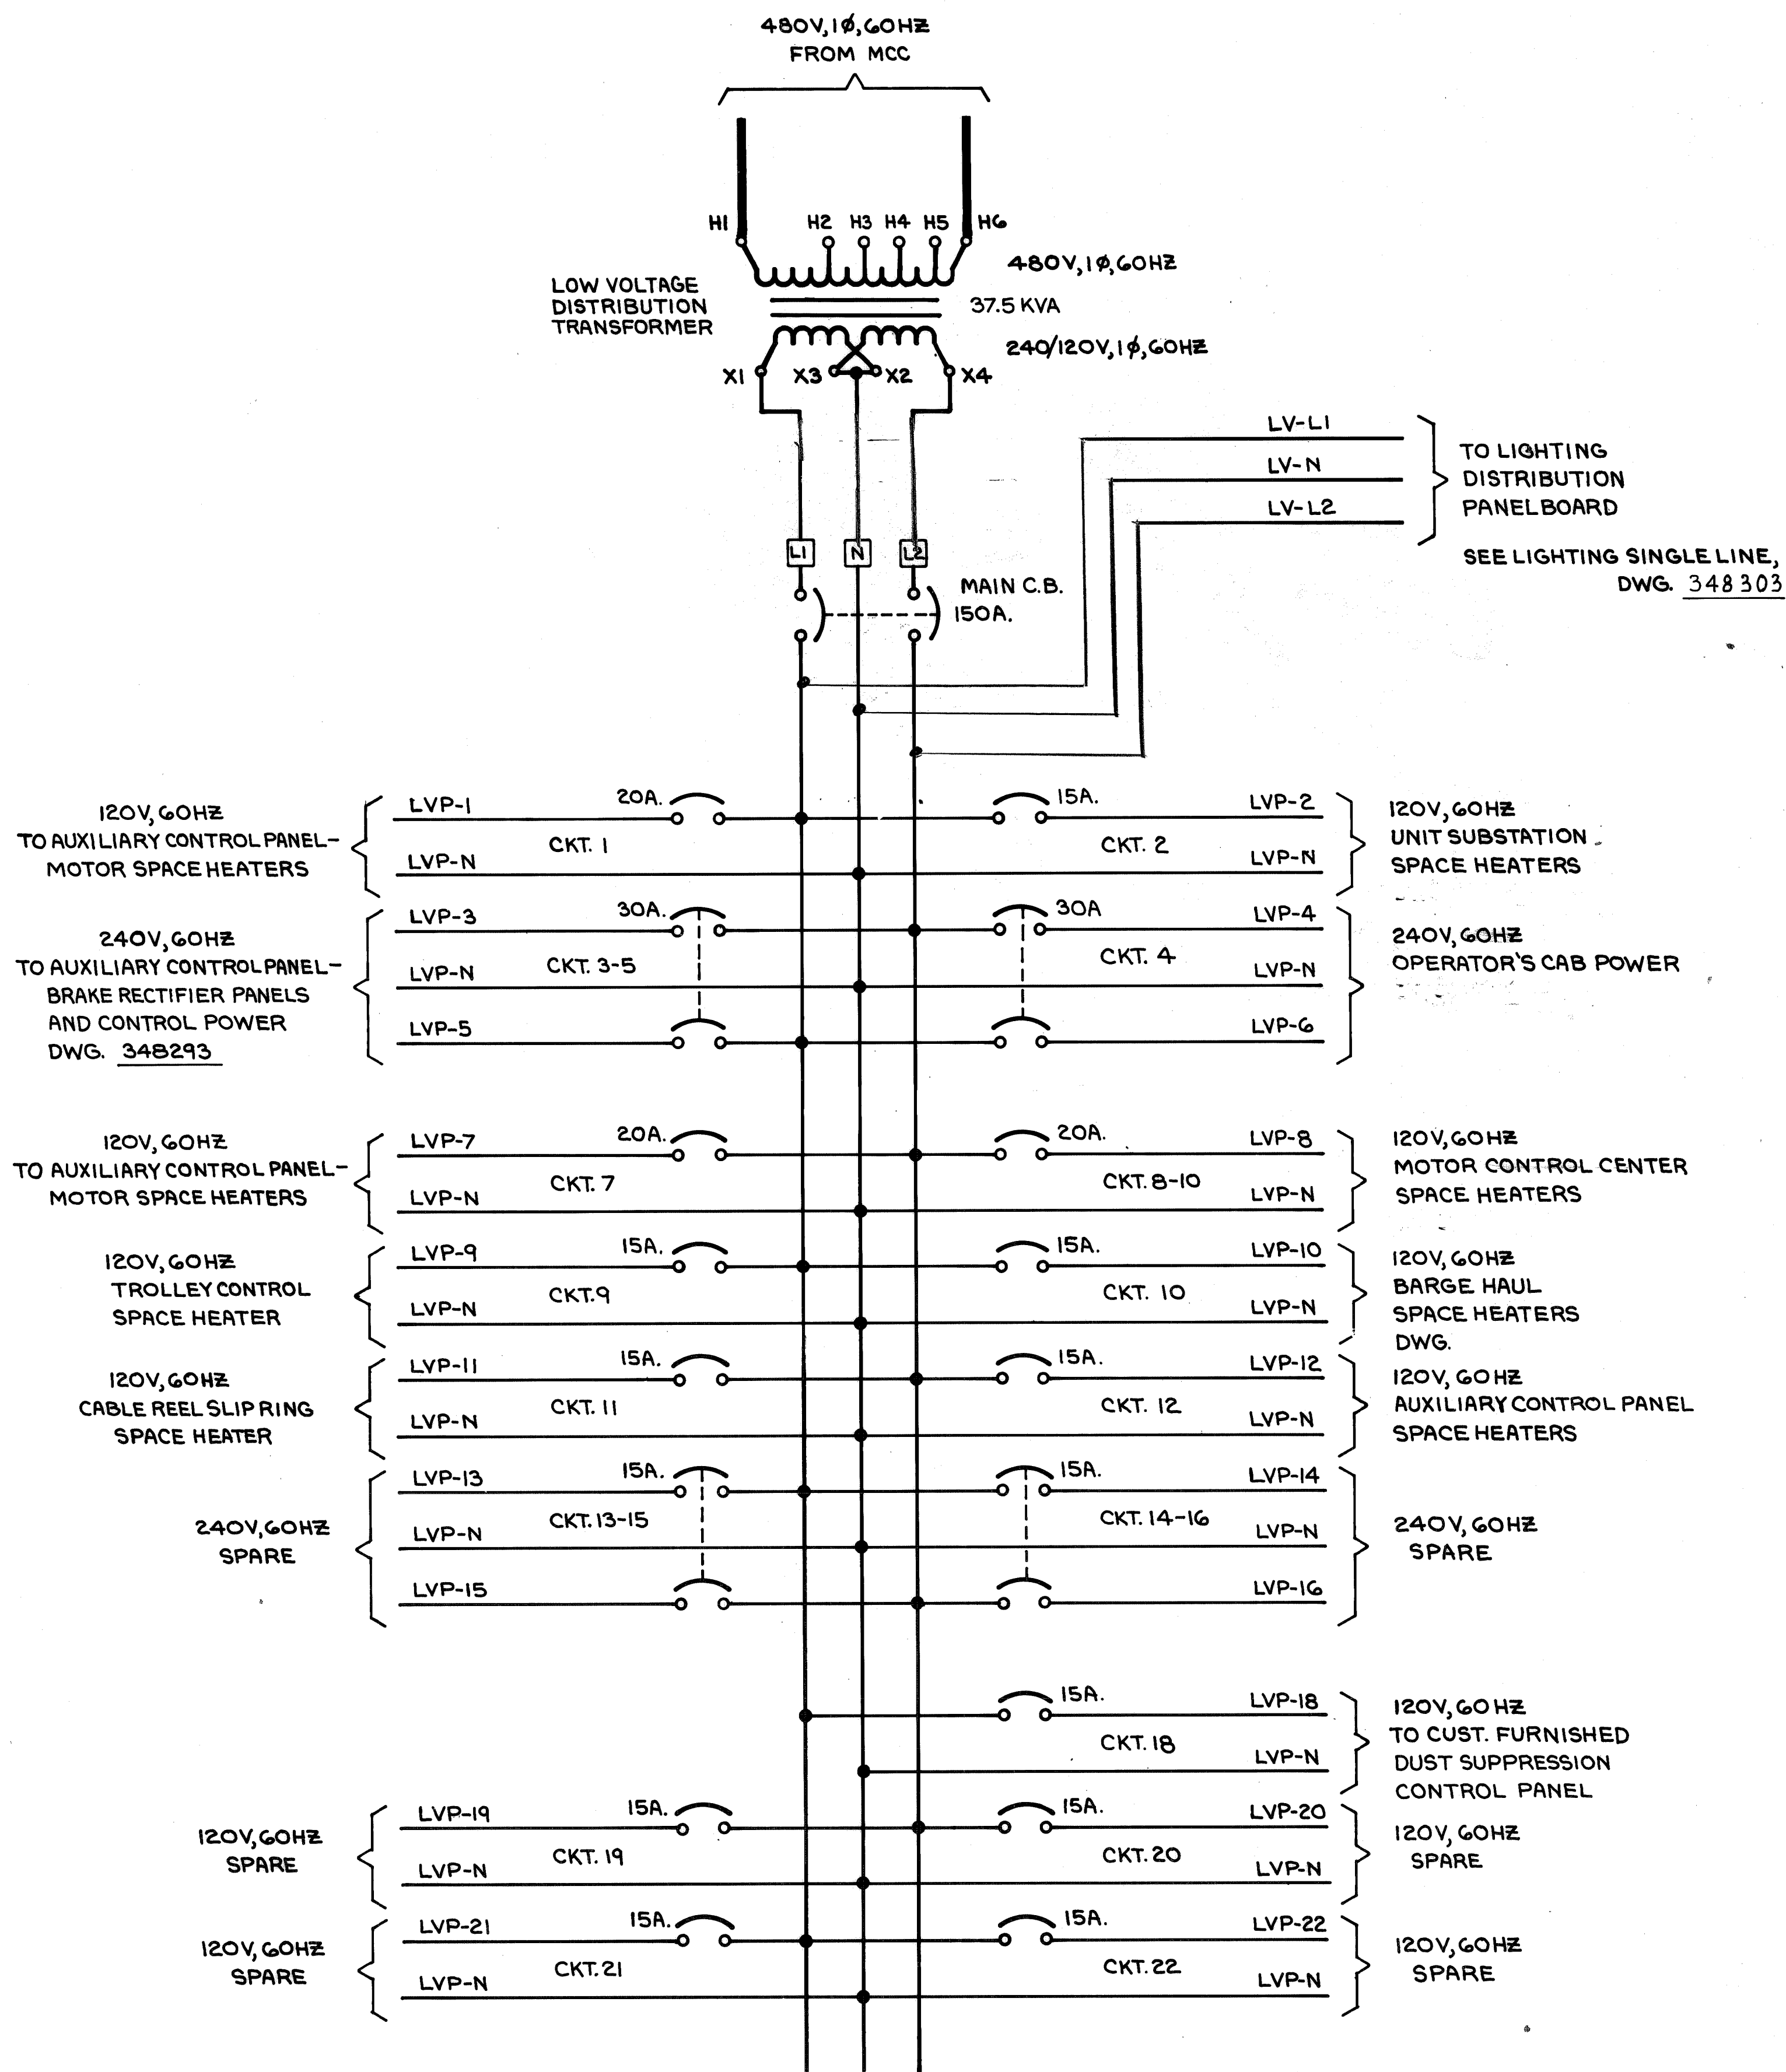 480V,1Ø,60HZ
FROM MCC
H1
H2
H3
H4
H5
H6
480V,1Ø,60HZ
LOW VOLTAGE
DISTRIBUTION
TRANSFORMER
37.5 KVA
240/120V,1Ø,60HZ
X1
X3
X2
X4
LV-L1
LV-N
LV-L2
TO LIGHTING
DISTRIBUTION
PANELBOARD
SEE LIGHTING SINGLE LINE,
DWG. 348303
L1
N
L2
MAIN C.B.
150A.
120V,60HZ
TO AUXILIARY CONTROL PANEL-
MOTOR SPACE HEATERS
LVP-1
20A.
CKT. 1
LVP-N
15A.
LVP-2
CKT. 2
LVP-N
120V,60HZ
UNIT SUBSTATION
SPACE HEATERS
240V,60HZ
TO AUXILIARY CONTROL PANEL-
BRAKE RECTIFIER PANELS
AND CONTROL POWER
DWG. 348293
LVP-3
30A.
LVP-N
CKT. 3-5
LVP-5
30A
LVP-4
CKT. 4
LVP-N
LVP-6
240V,60HZ
OPERATOR'S CAB POWER
120V,60HZ
TO AUXILIARY CONTROL PANEL-
MOTOR SPACE HEATERS
LVP-7
20A.
CKT. 7
LVP-N
20A.
LVP-8
CKT. 8-10
LVP-N
120V,60HZ
MOTOR CONTROL CENTER
SPACE HEATERS
120V,60HZ
TROLLEY CONTROL
SPACE HEATER
LVP-9
15A.
CKT.9
LVP-N
15A.
LVP-10
CKT. 10
LVP-N
120V,60HZ
BARGE HAUL
SPACE HEATERS
DWG.
120V,60HZ
CABLE REEL SLIP RING
SPACE HEATER
LVP-11
15A.
CKT. 11
LVP-N
15A.
LVP-12
CKT. 12
LVP-N
120V,60HZ
AUXILIARY CONTROL PANEL
SPACE HEATERS
240V,60HZ
SPARE
LVP-13
15A.
CKT. 13-15
LVP-N
LVP-15
15A.
LVP-14
CKT. 14-16
LVP-N
LVP-16
240V,60HZ
SPARE
15A.
LVP-18
CKT. 18
LVP-N
120V,60HZ
TO CUST. FURNISHED
DUST SUPPRESSION
CONTROL PANEL
120V,60HZ
SPARE
LVP-19
15A.
CKT. 19
LVP-N
15A.
LVP-20
CKT. 20
LVP-N
120V,60HZ
SPARE
120V,60HZ
SPARE
LVP-21
15A.
CKT. 21
LVP-N
15A.
LVP-22
CKT. 22
LVP-N
120V,60HZ
SPARE